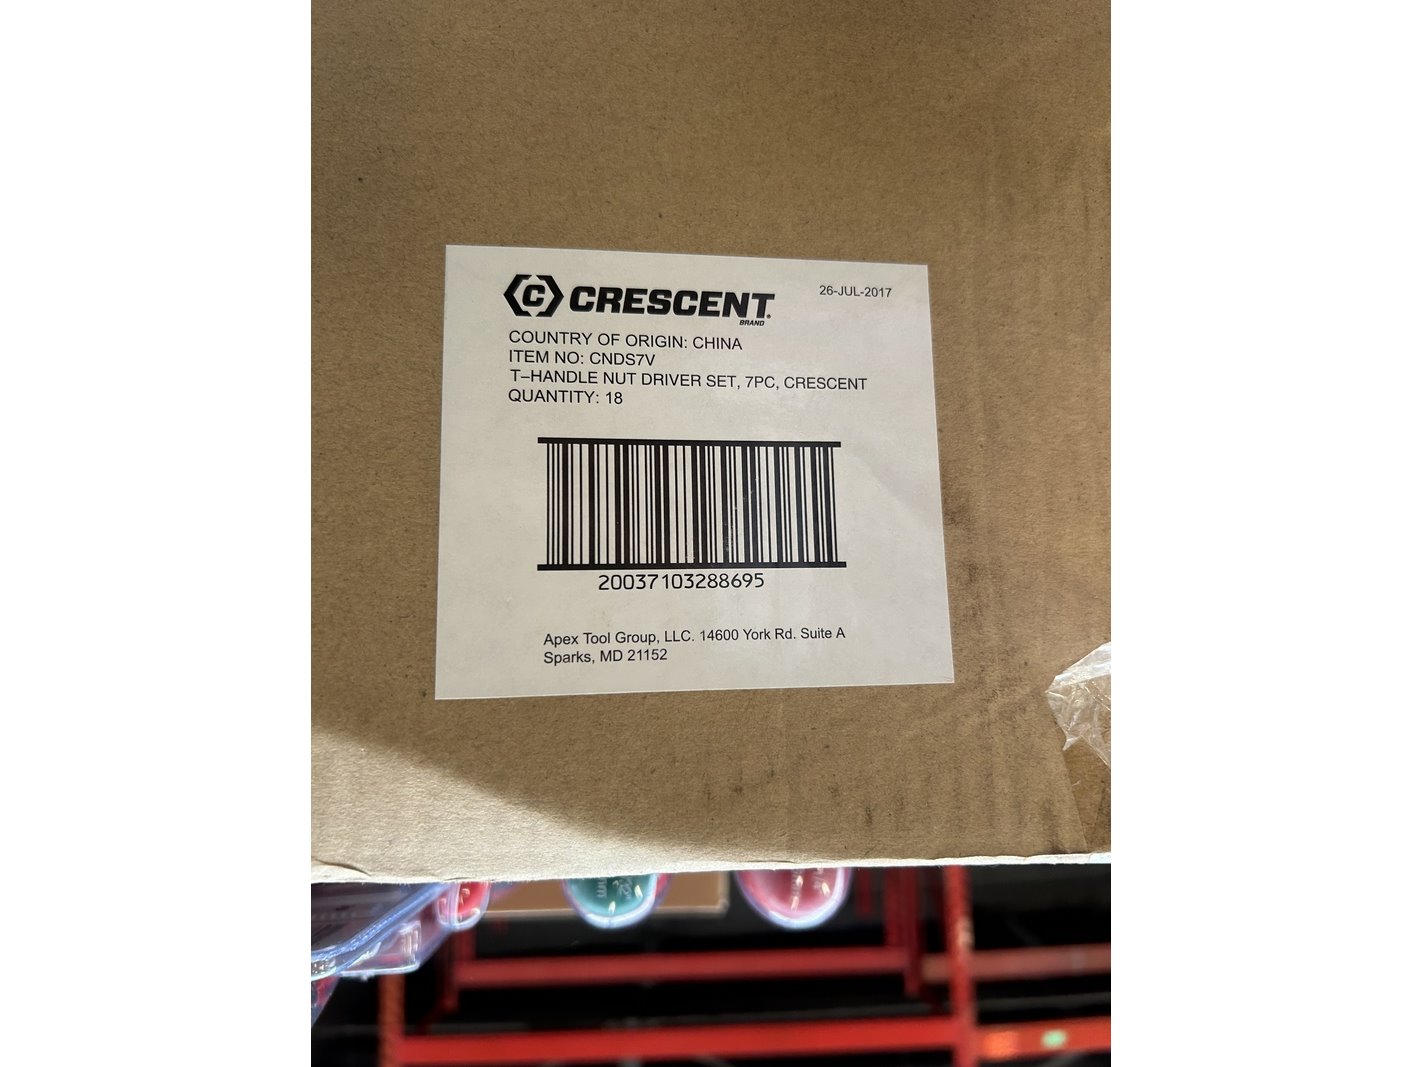 C CRESCENT®
BRAND
26-JUL-2017
COUNTRY OF ORIGIN: CHINA
ITEM NO: CNDS7V
T–HANDLE NUT DRIVER SET, 7PC, CRESCENT
QUANTITY: 18
20037103288695
Apex Tool Group, LLC. 14600 York Rd. Suite A
Sparks, MD 21152